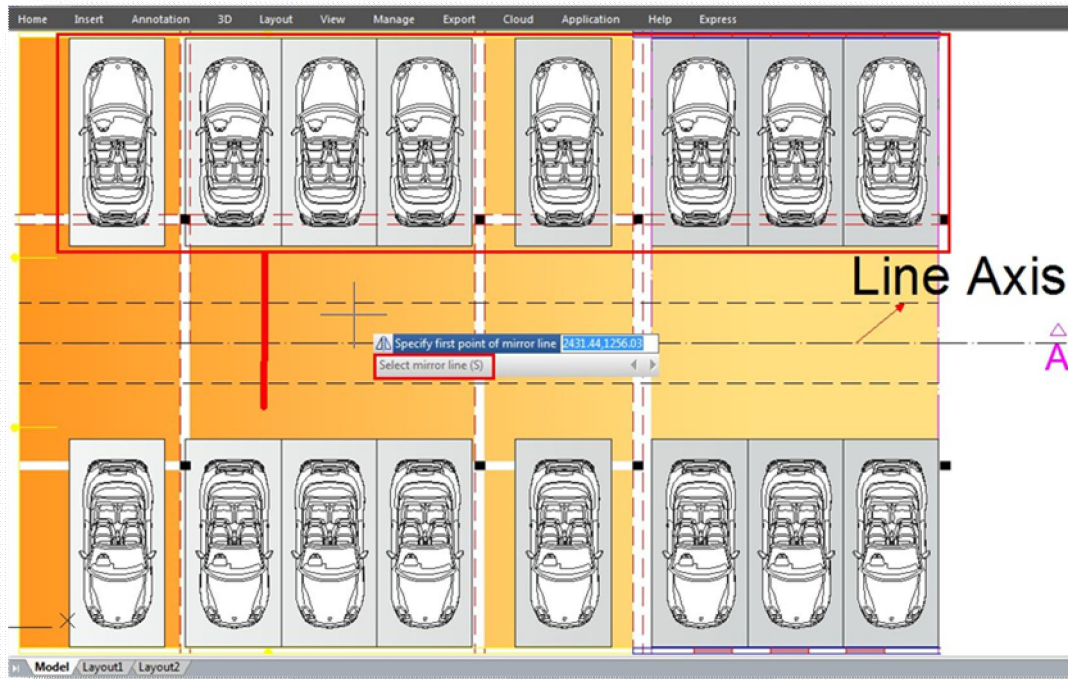 Home Insert Annotation 3D Layout View Manage Export Cloud Application Help Express
Line Axis
Specify first point of mirror line 2431.44,1256.03
Select mirror line (S)
A
Model Layout1 Layout2